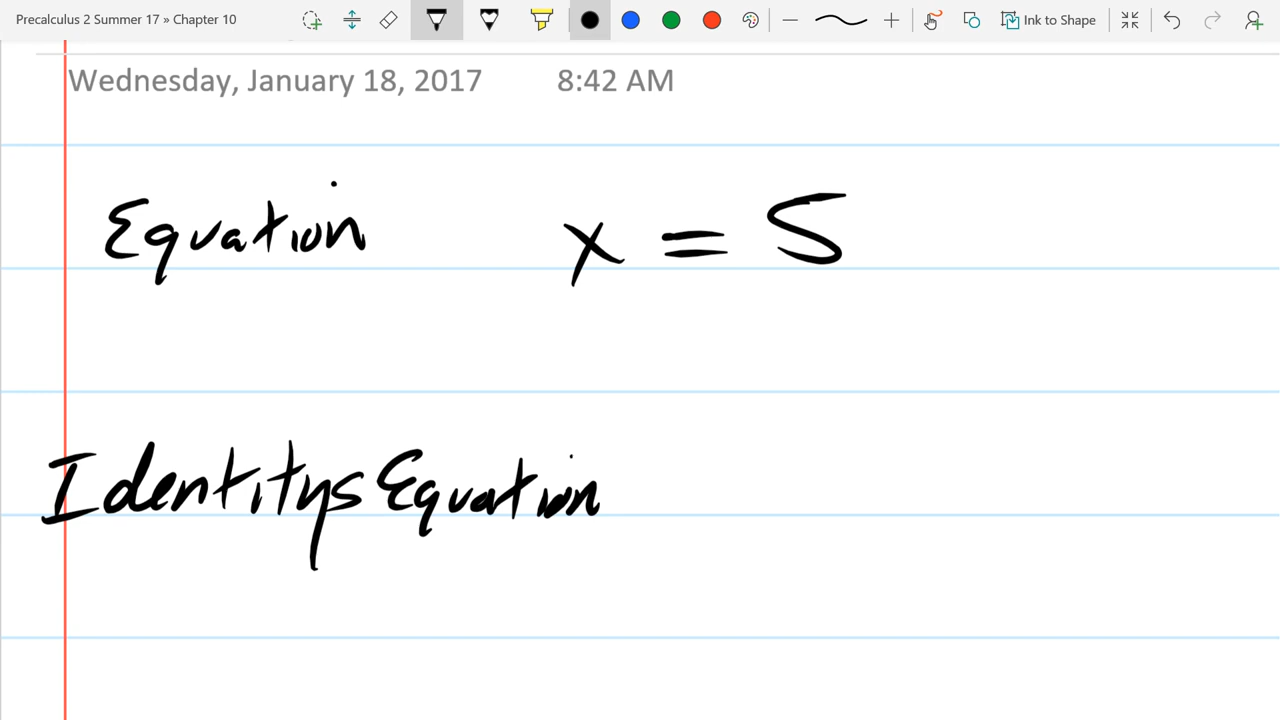 Precalculus 2 Summer 17 » Chapter 10
Ink to Shape
Wednesday, January 18, 2017 8:42 AM
Equation x = 5
Identitys Equation